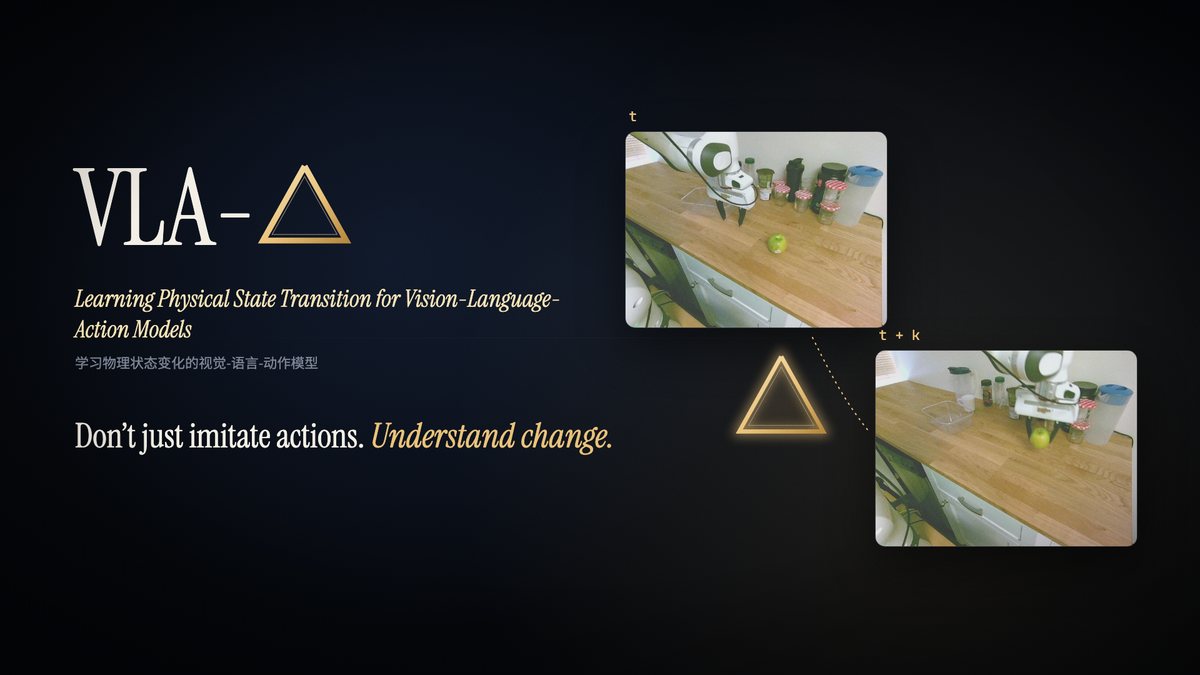 VLA-△
Learning Physical State Transition for Vision-Language-
Action Models
学习物理状态变化的视觉-语言-动作模型
Don't just imitate actions. Understand change.
t
t + k